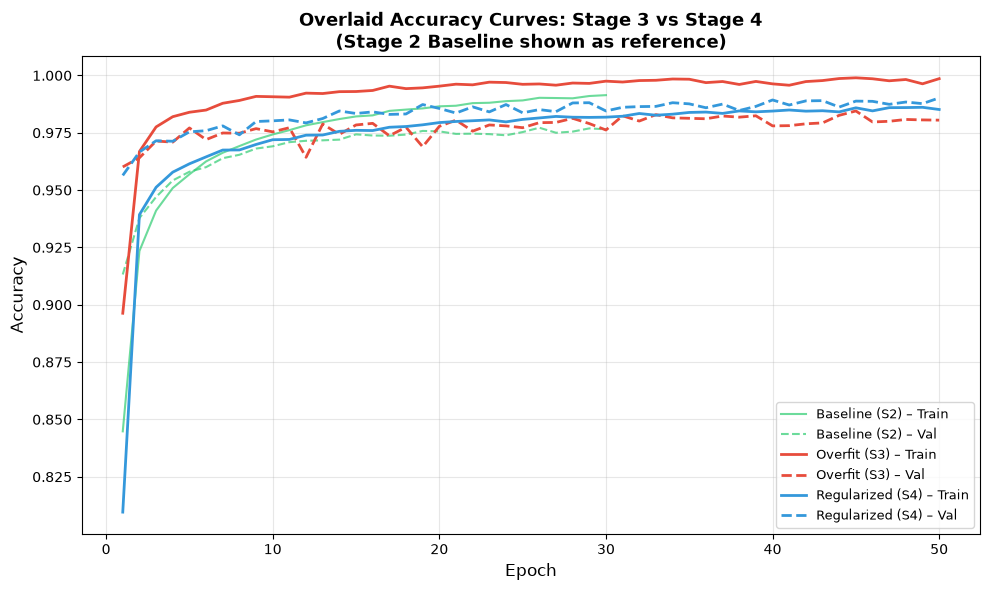 Overlaid Accuracy Curves: Stage 3 vs Stage 4
(Stage 2 Baseline shown as reference)
Accuracy
1.000
0.975
0.950
0.925
0.900
0.875
0.850
0.825
Baseline (S2) – Train
Baseline (S2) – Val
Overfit (S3) – Train
Overfit (S3) – Val
Regularized (S4) – Train
Regularized (S4) – Val
0 10 20 30 40 50
Epoch